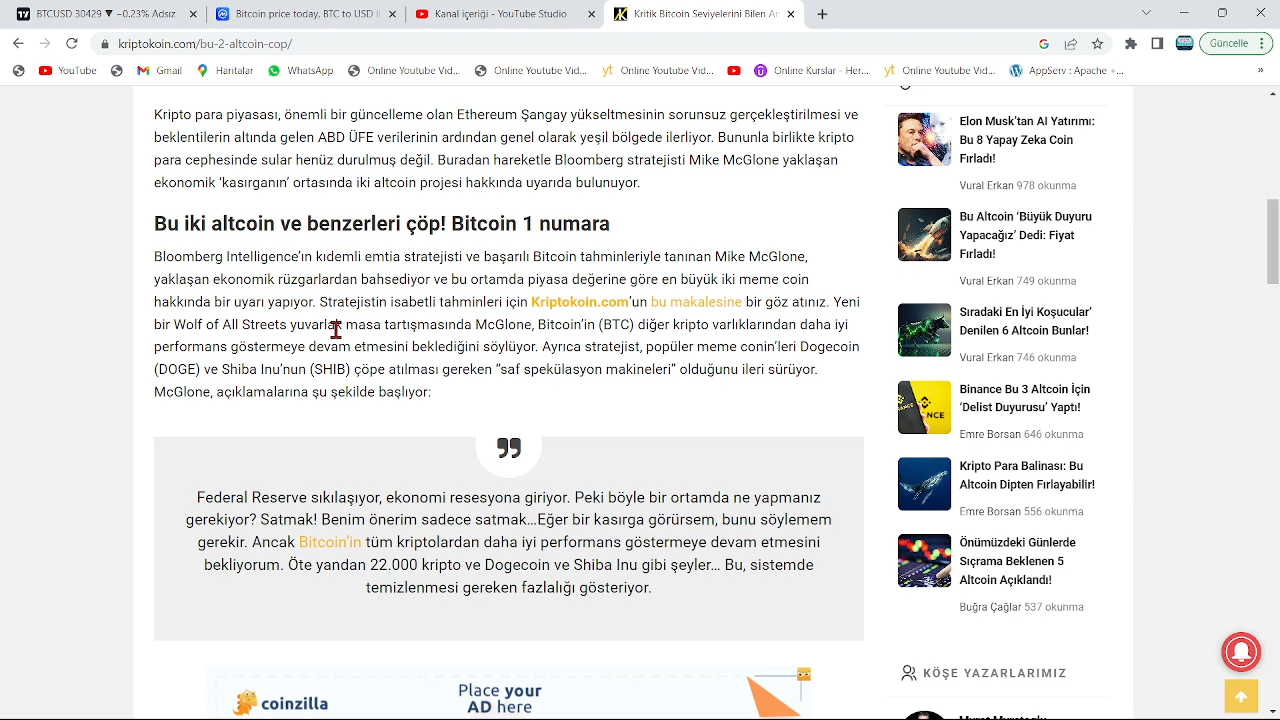 BTCUSD 30429 ▼ −0.23% Adsız
Bitcoin price today, BTC to USD li
Kanal içeriği - YouTube Studio
Kritik Bitcoin Seviyelerini Bilen An
kriptokoin.com/bu-2-altcoin-cop/
Güncelle
YouTube
Gmail
Haritalar
WhatsApp
Online Youtube Vid...
Online Youtube Vid...
Online Youtube Vid...
Online Kurslar - Her...
Online Youtube Vid...
AppServ : Apache +...
»
Kripto para piyasası, önemli bir güncelleme olan Ethereum Şangay yükseltmesinin sorunsuz gerçekleştirilmesi ve
beklentilerin altında gelen ABD ÜFE verilerinin ardından genel olarak yeşil bölgede ilerliyor. Bununla birlikte kripto
para cephesinde sular henüz durulmuş değil. Buradan hareketle Bloomberg stratejisti Mike McGlone yaklaşan
ekonomik ‘kasırganın’ ortasında iki altcoin projesi hakkında uyarıda bulunuyor.
Bu iki altcoin ve benzerleri çöp! Bitcoin 1 numara
Bloomberg Intelligence’ın kıdemli emtia stratejisti ve başarılı Bitcoin tahminleriyle tanınan Mike McGlone,
yaklaşan ekonomik rüzgarlardan bahsediyor ve bu ortamda piyasa değerine göre en büyük iki meme coin
hakkında bir uyarı yapıyor. Stratejistin isabetli tahminleri için Kriptokoin.com’un bu makalesine bir göz atınız. Yeni
bir Wolf of All Streets yuvarlak masa tartışmasında McGlone, Bitcoin’in (BTC) diğer kripto varlıklarından daha iyi
performans göstermeye devam etmesini beklediğini söylüyor. Ayrıca stratejist, popüler meme conin’leri Dogecoin
(DOGE) ve Shiba Inu’nun (SHIB) çöpe atılması gereken “saf spekülasyon makineleri” olduğunu ileri sürüyor.
McGlone, açıklamalarına şu şekilde başlıyor:
Federal Reserve sıkılaşıyor, ekonomi resesyona giriyor. Peki böyle bir ortamda ne yapmanız
gerekiyor? Satmak! Benim önerim sadece satmak…Eğer bir kasırga görürsem, bunu söylemem
gerekir. Ancak Bitcoin’in tüm kriptolardan daha iyi performans göstermeye devam etmesini
bekliyorum. Öte yandan 22.000 kripto ve Dogecoin ve Shiba Inu gibi şeyler… Bu, sistemde
temizlenmesi gereken fazlalığı gösteriyor.
coinzilla
Place your
AD here
Elon Musk’tan AI Yatırımı:
Bu 8 Yapay Zeka Coin
Fırladı!
Vural Erkan 978 okunma
Bu Altcoin ‘Büyük Duyuru
Yapacağız’ Dedi: Fiyat
Fırladı!
Vural Erkan 749 okunma
Sıradaki En İyi Koşucular’
Denilen 6 Altcoin Bunlar!
Vural Erkan 746 okunma
Binance Bu 3 Altcoin İçin
‘Delist Duyurusu’ Yaptı!
Emre Borsan 646 okunma
Kripto Para Balinası: Bu
Altcoin Dipten Fırlayabilir!
Emre Borsan 556 okunma
Önümüzdeki Günlerde
Sıçrama Beklenen 5
Altcoin Açıklandı!
Buğra Çağlar 537 okunma
KÖŞE YAZARLARIMIZ